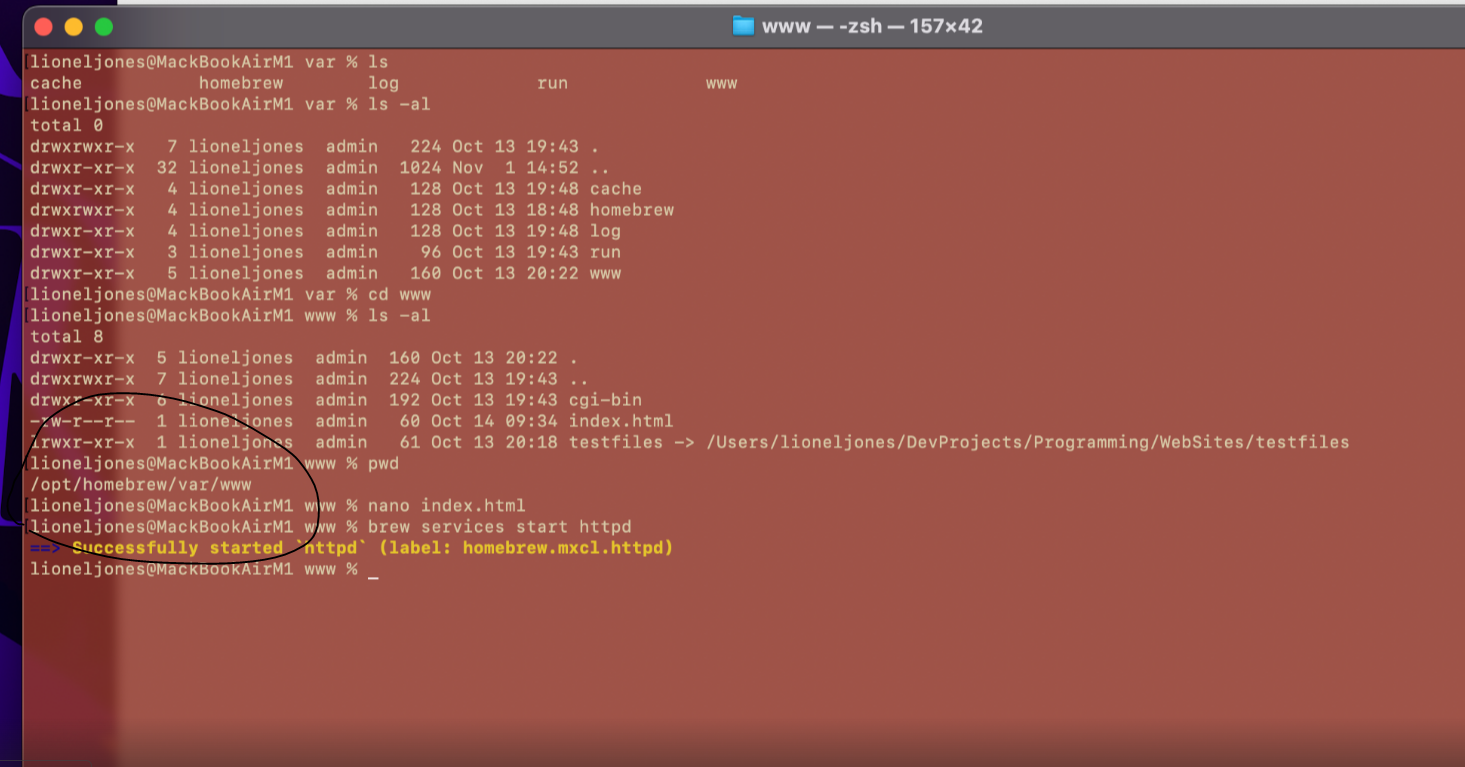 www — -zsh — 157×42
[lioneljones@MackBookAirM1 var % ls
cache           homebrew        log             run             www
[lioneljones@MackBookAirM1 var % ls -al
total 0
drwxrwxr-x   7 lioneljones  admin   224 Oct 13 19:43 .
drwxr-xr-x  32 lioneljones  admin  1024 Nov  1 14:52 ..
drwxr-xr-x   4 lioneljones  admin   128 Oct 13 19:48 cache
drwxrwxr-x   4 lioneljones  admin   128 Oct 13 18:48 homebrew
drwxr-xr-x   4 lioneljones  admin   128 Oct 13 19:48 log
drwxr-xr-x   3 lioneljones  admin    96 Oct 13 19:43 run
drwxr-xr-x   5 lioneljones  admin   160 Oct 13 20:22 www
[lioneljones@MackBookAirM1 var % cd www
[lioneljones@MackBookAirM1 www % ls -al
total 8
drwxr-xr-x  5 lioneljones  admin  160 Oct 13 20:22 .
drwxrwxr-x  7 lioneljones  admin  224 Oct 13 19:43 ..
drwxr-xr-x  6 lioneljones  admin  192 Oct 13 19:43 cgi-bin
-rw-r--r--  1 lioneljones  admin   60 Oct 14 09:34 index.html
lrwxr-xr-x  1 lioneljones  admin   61 Oct 13 20:18 testfiles -> /Users/lioneljones/DevProjects/Programming/WebSites/testfiles
[lioneljones@MackBookAirM1 www % pwd
/opt/homebrew/var/www
[lioneljones@MackBookAirM1 www % nano index.html
[lioneljones@MackBookAirM1 www % brew services start httpd
==> Successfully started `httpd` (label: homebrew.mxcl.httpd)
lioneljones@MackBookAirM1 www % _